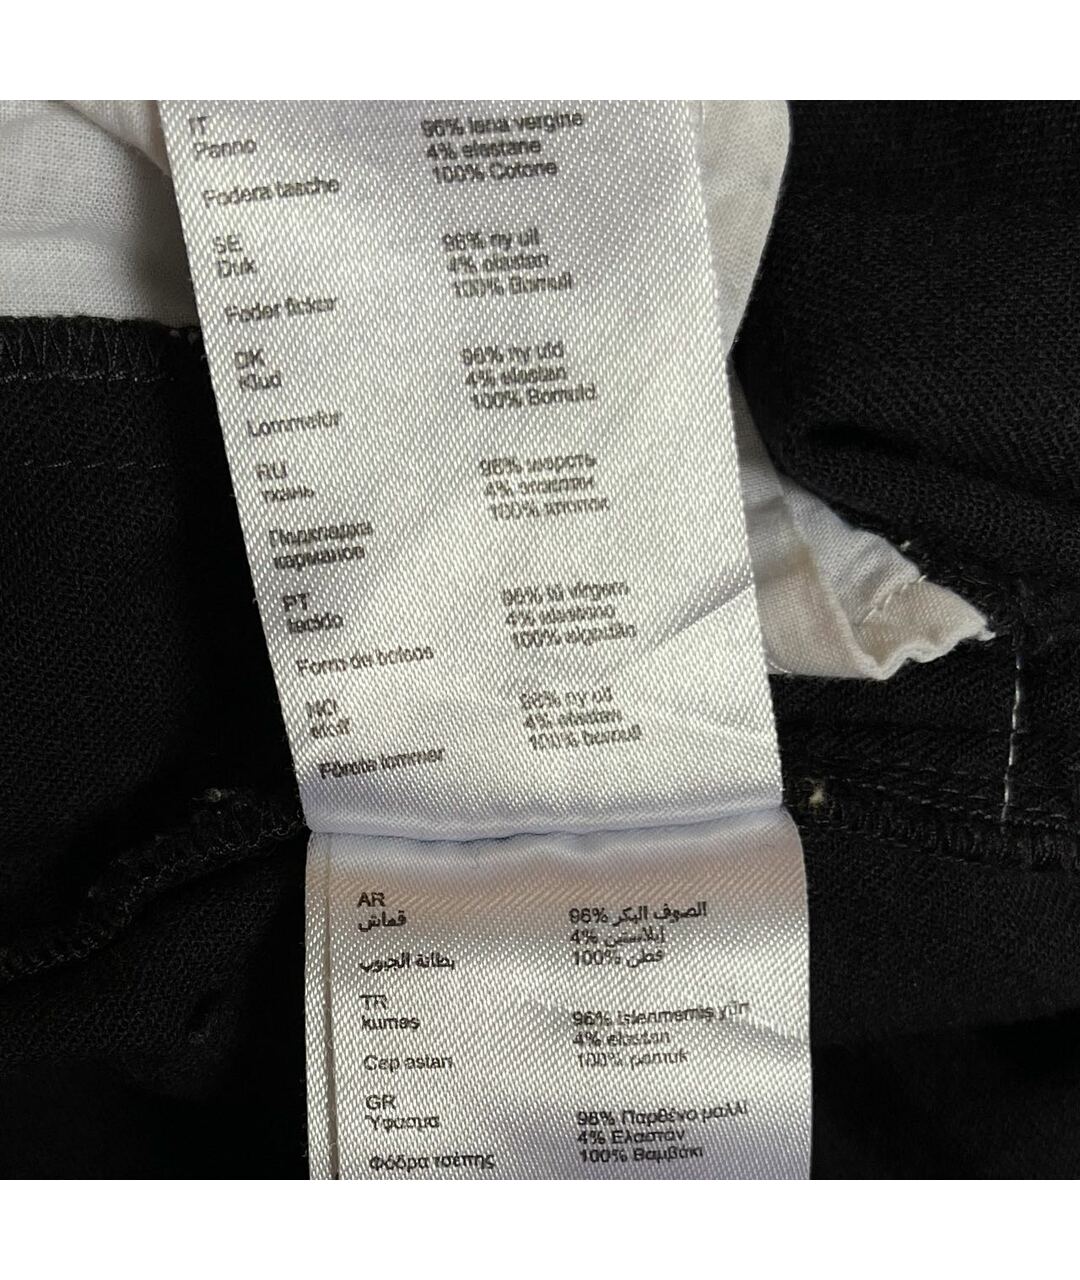 IT
Panno
96% lana vergine
4% elastane
Fodera tasche
100% Cotone
SE
Duk
96% ny ull
4% elastan
Foder fickor
100% Bomull
DK
Klud
96% ny uld
4% elastan
Lommefor
100% Bomuld
RU
ткань
96% шерсть
4% эластан
Подкладка
карманов
100% хлопок
PT
tecido
96% lã virgem
4% elastano
Forro de bolsos
100% algodão
NO
96% ny ull
4% elastan
Fôrste lommer
AR
قماش
96% الصوف البكر
4% إيلاستين
بطانة الجيوب
100% قطن
TR
kumaş
96% işlenmemiş yün
4% elastan
Cep astarı
100% pamuk
GR
Ύφασμα
96% Παρθένο μαλλί
4% Ελαστάν
Φόδρα τσέπης
100% Βαμβάκι